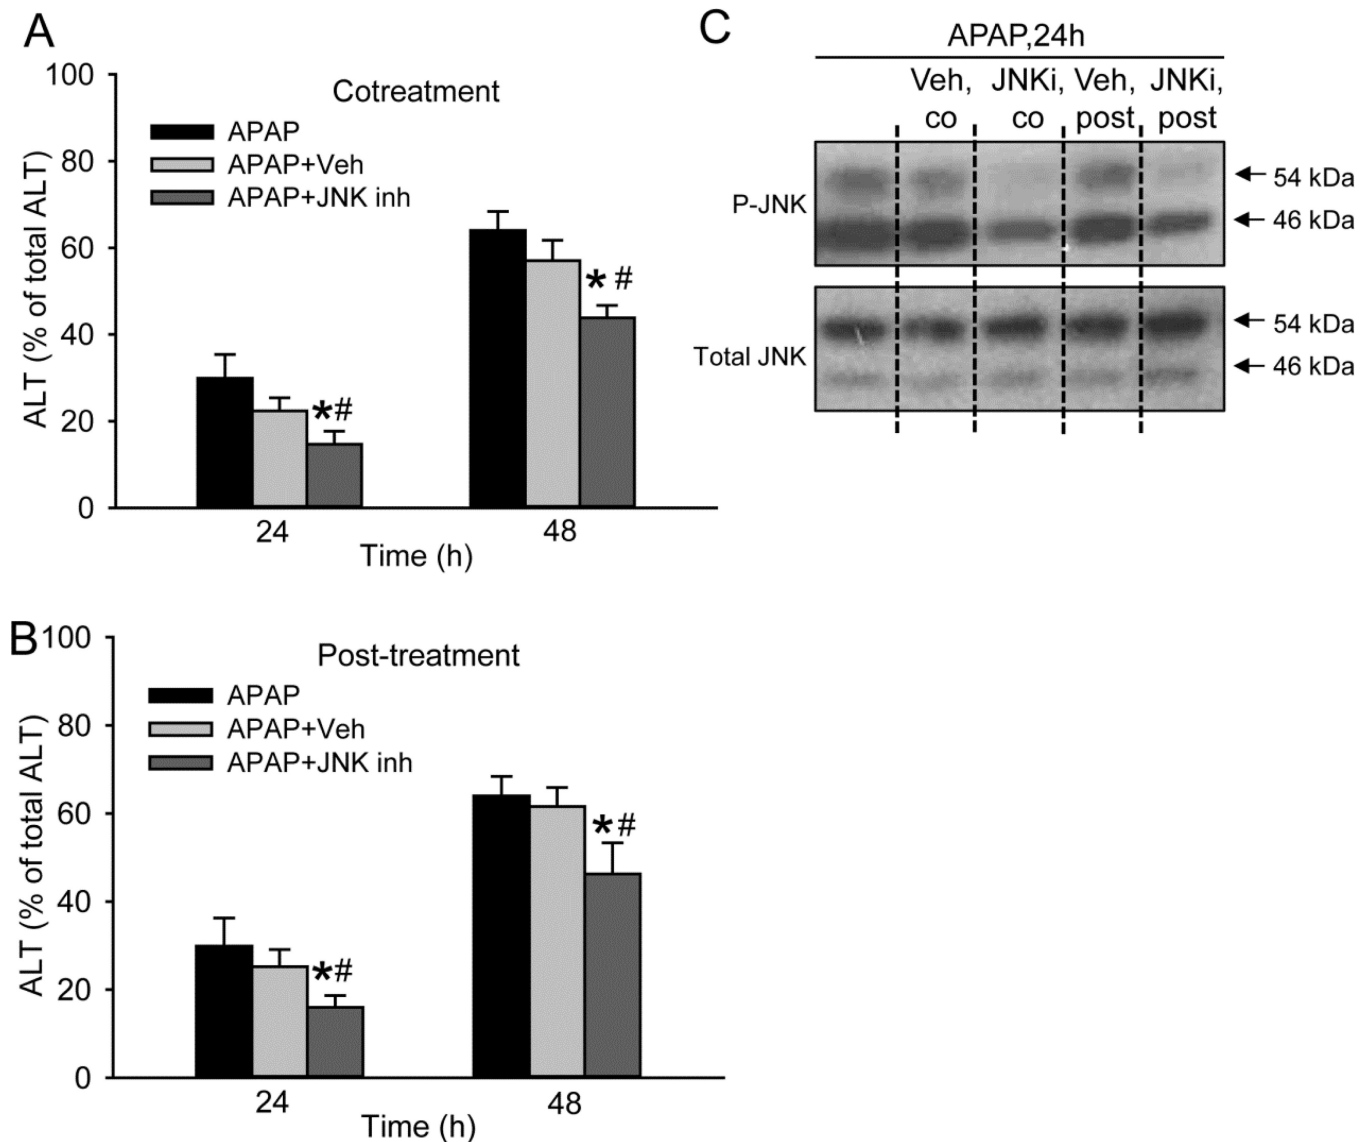 A
100
80
60
40
20
0
ALT (% of total ALT)
Cotreatment
APAP
APAP+Veh
APAP+JNK inh
*#
* #
24
48
Time (h)
B
100
80
60
40
20
0
ALT (% of total ALT)
Post-treatment
APAP
APAP+Veh
APAP+JNK inh
*#
*#
24
48
Time (h)
C
APAP,24h
Veh, JNKi, Veh, JNKi,
co co post post
P-JNK
54 kDa
46 kDa
Total JNK
54 kDa
46 kDa